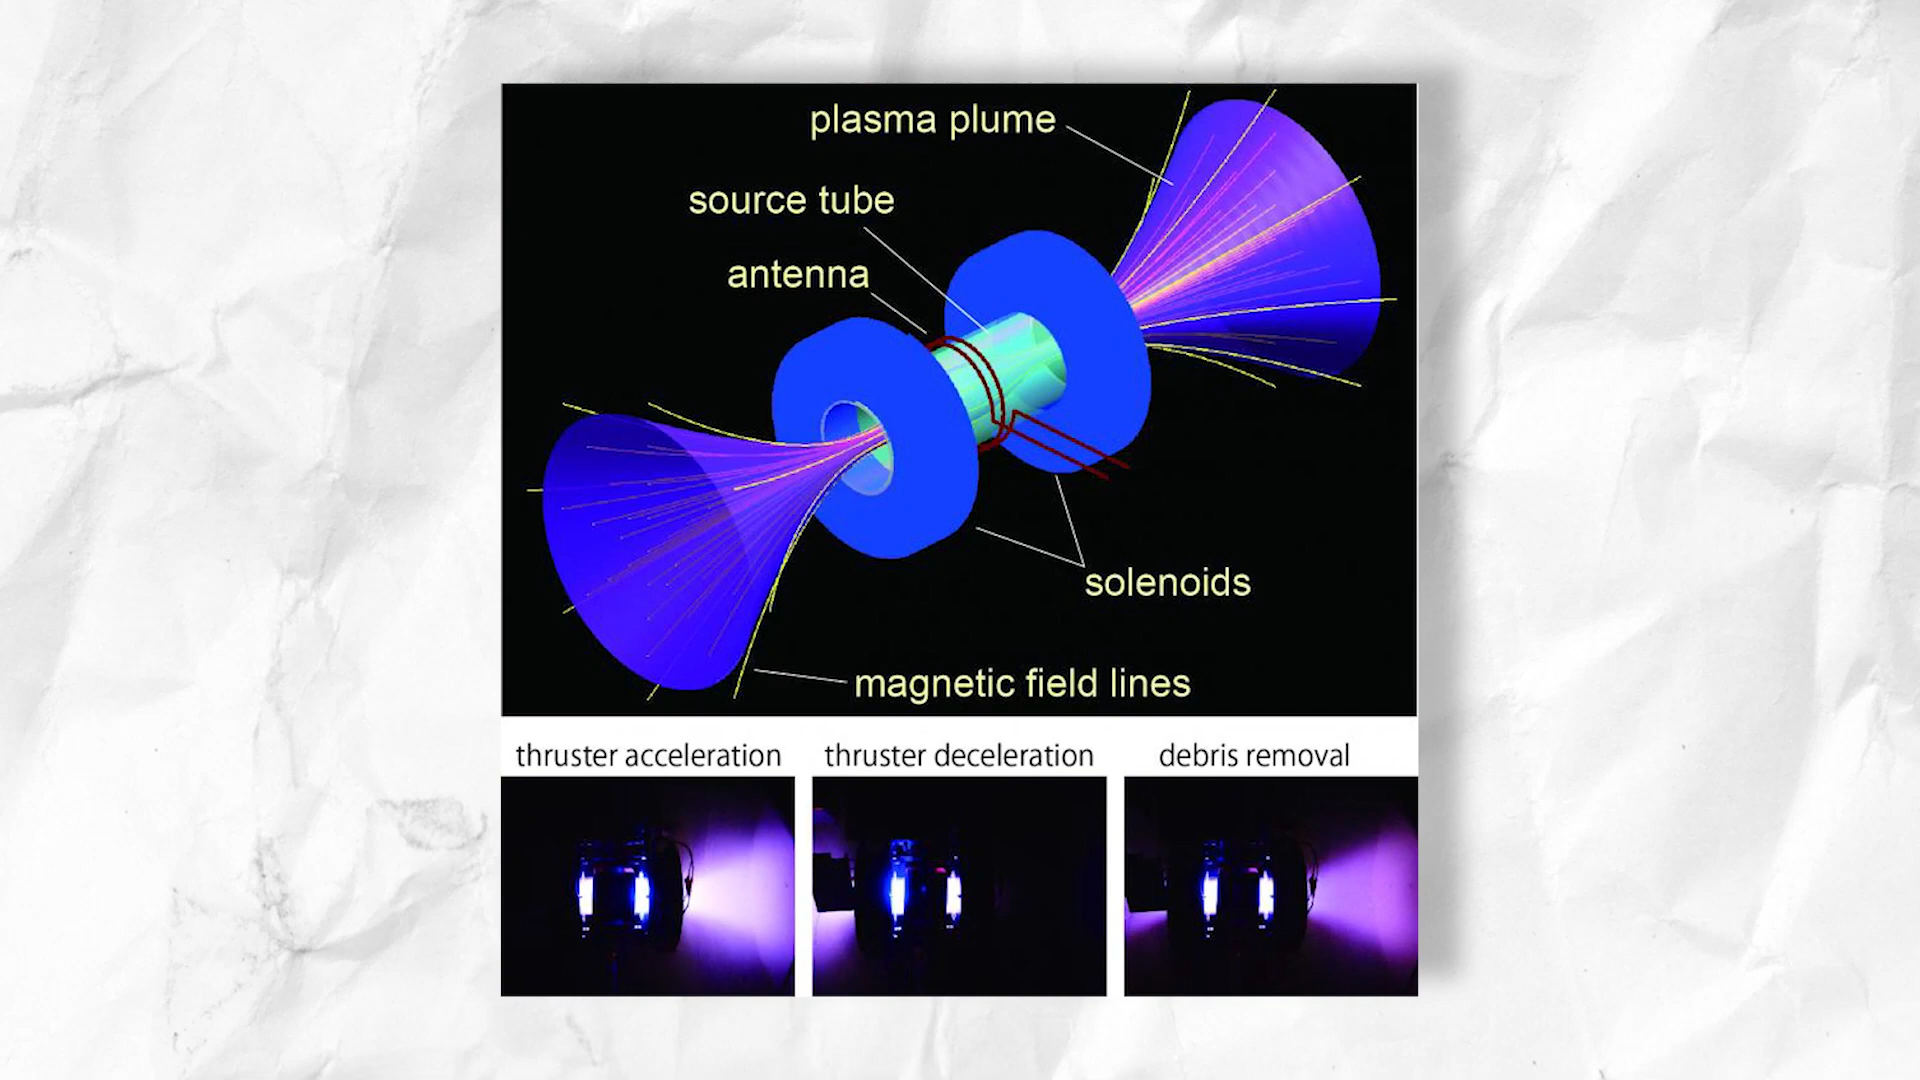 plasma plume
source tube
antenna
solenoids
magnetic field lines
thruster acceleration
thruster deceleration
debris removal